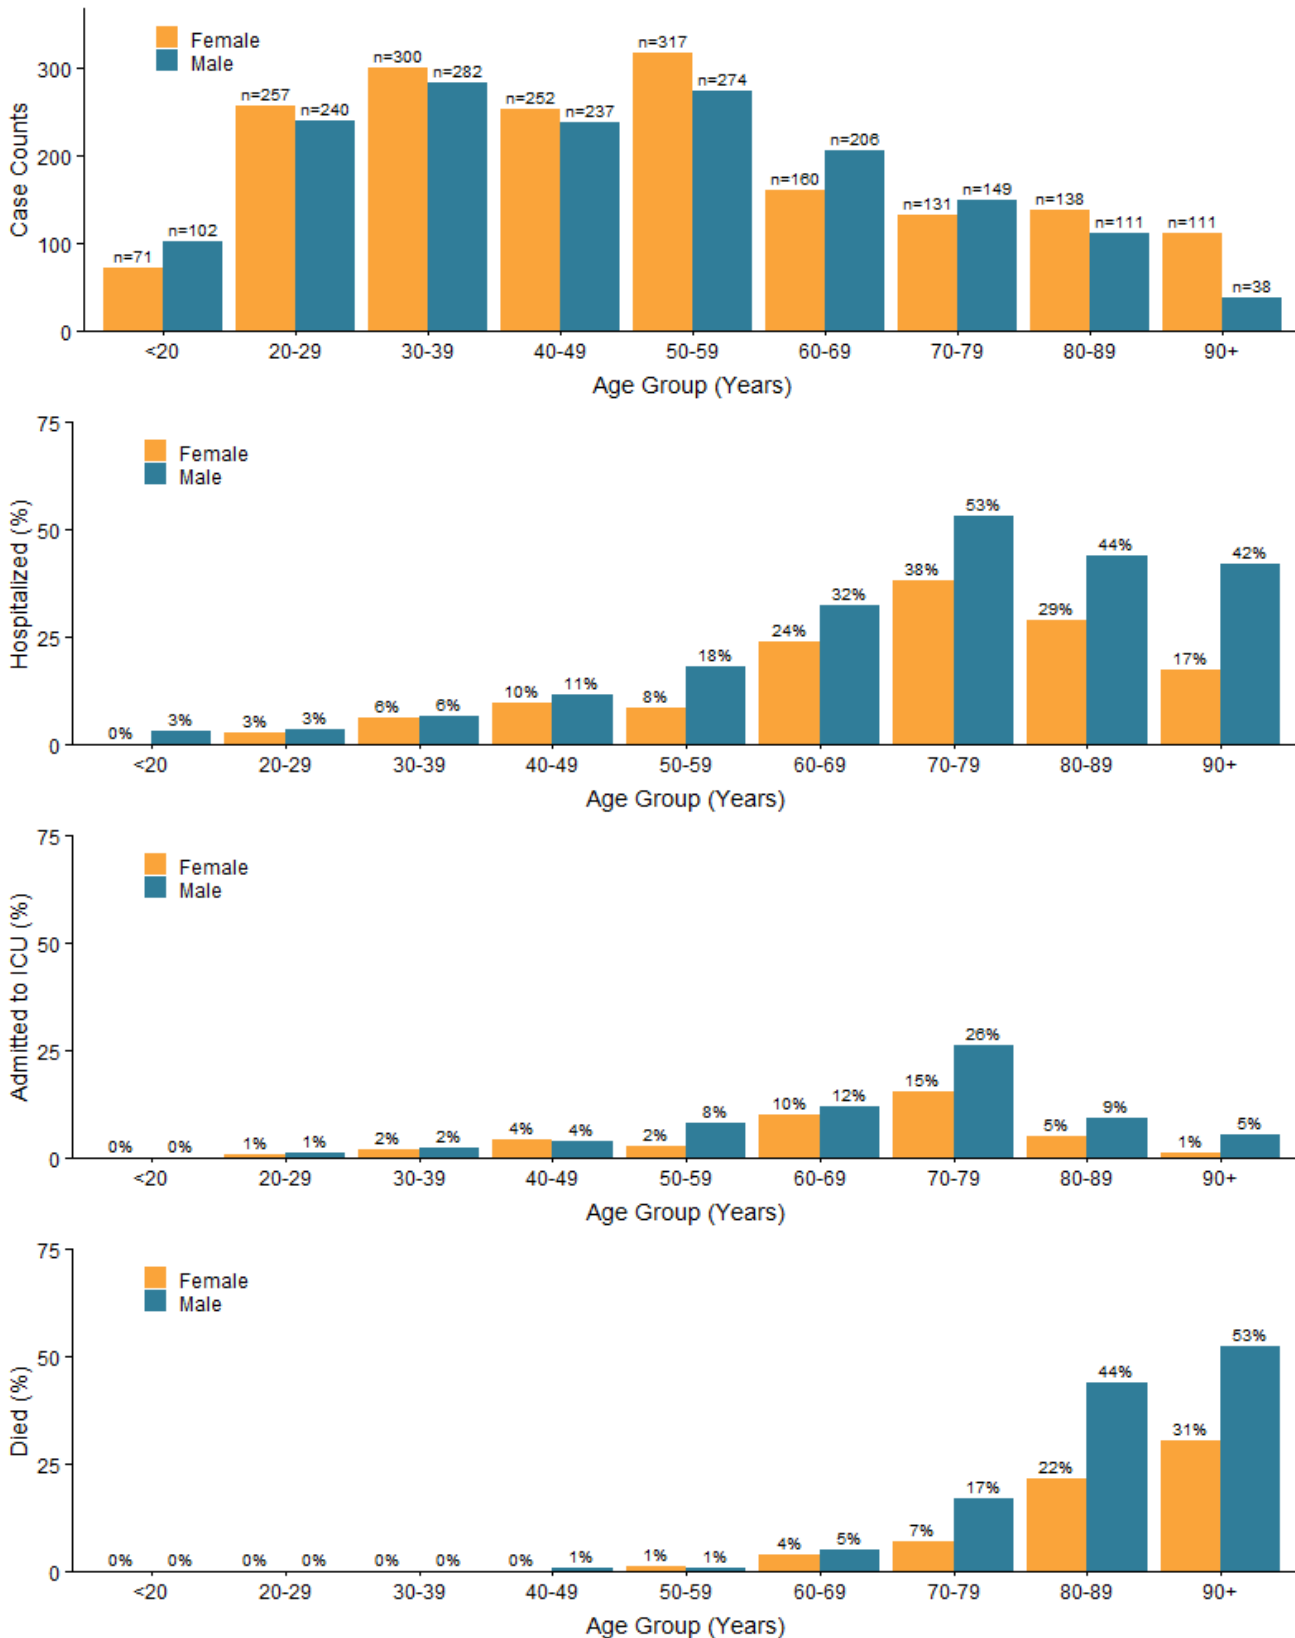 Female
Male
Case Counts
300
200
100
0
n=71
n=102
n=257
n=240
n=300
n=282
n=252
n=237
n=317
n=274
n=160
n=206
n=131
n=149
n=138
n=111
n=111
n=38
<20 20-29 30-39 40-49 50-59 60-69 70-79 80-89 90+
Age Group (Years)
Female
Male
Hospitalized (%)
75
50
25
0
0%
3%
3%
3%
6%
6%
10%
11%
8%
18%
24%
32%
38%
53%
29%
44%
17%
42%
<20 20-29 30-39 40-49 50-59 60-69 70-79 80-89 90+
Age Group (Years)
Female
Male
Admitted to ICU (%)
75
50
25
0
0%
0%
1%
1%
2%
2%
4%
4%
2%
8%
10%
12%
15%
26%
5%
9%
1%
5%
<20 20-29 30-39 40-49 50-59 60-69 70-79 80-89 90+
Age Group (Years)
Female
Male
Died (%)
75
50
25
0
0%
0%
0%
0%
0%
0%
0%
1%
1%
1%
4%
5%
7%
17%
22%
44%
31%
53%
<20 20-29 30-39 40-49 50-59 60-69 70-79 80-89 90+
Age Group (Years)